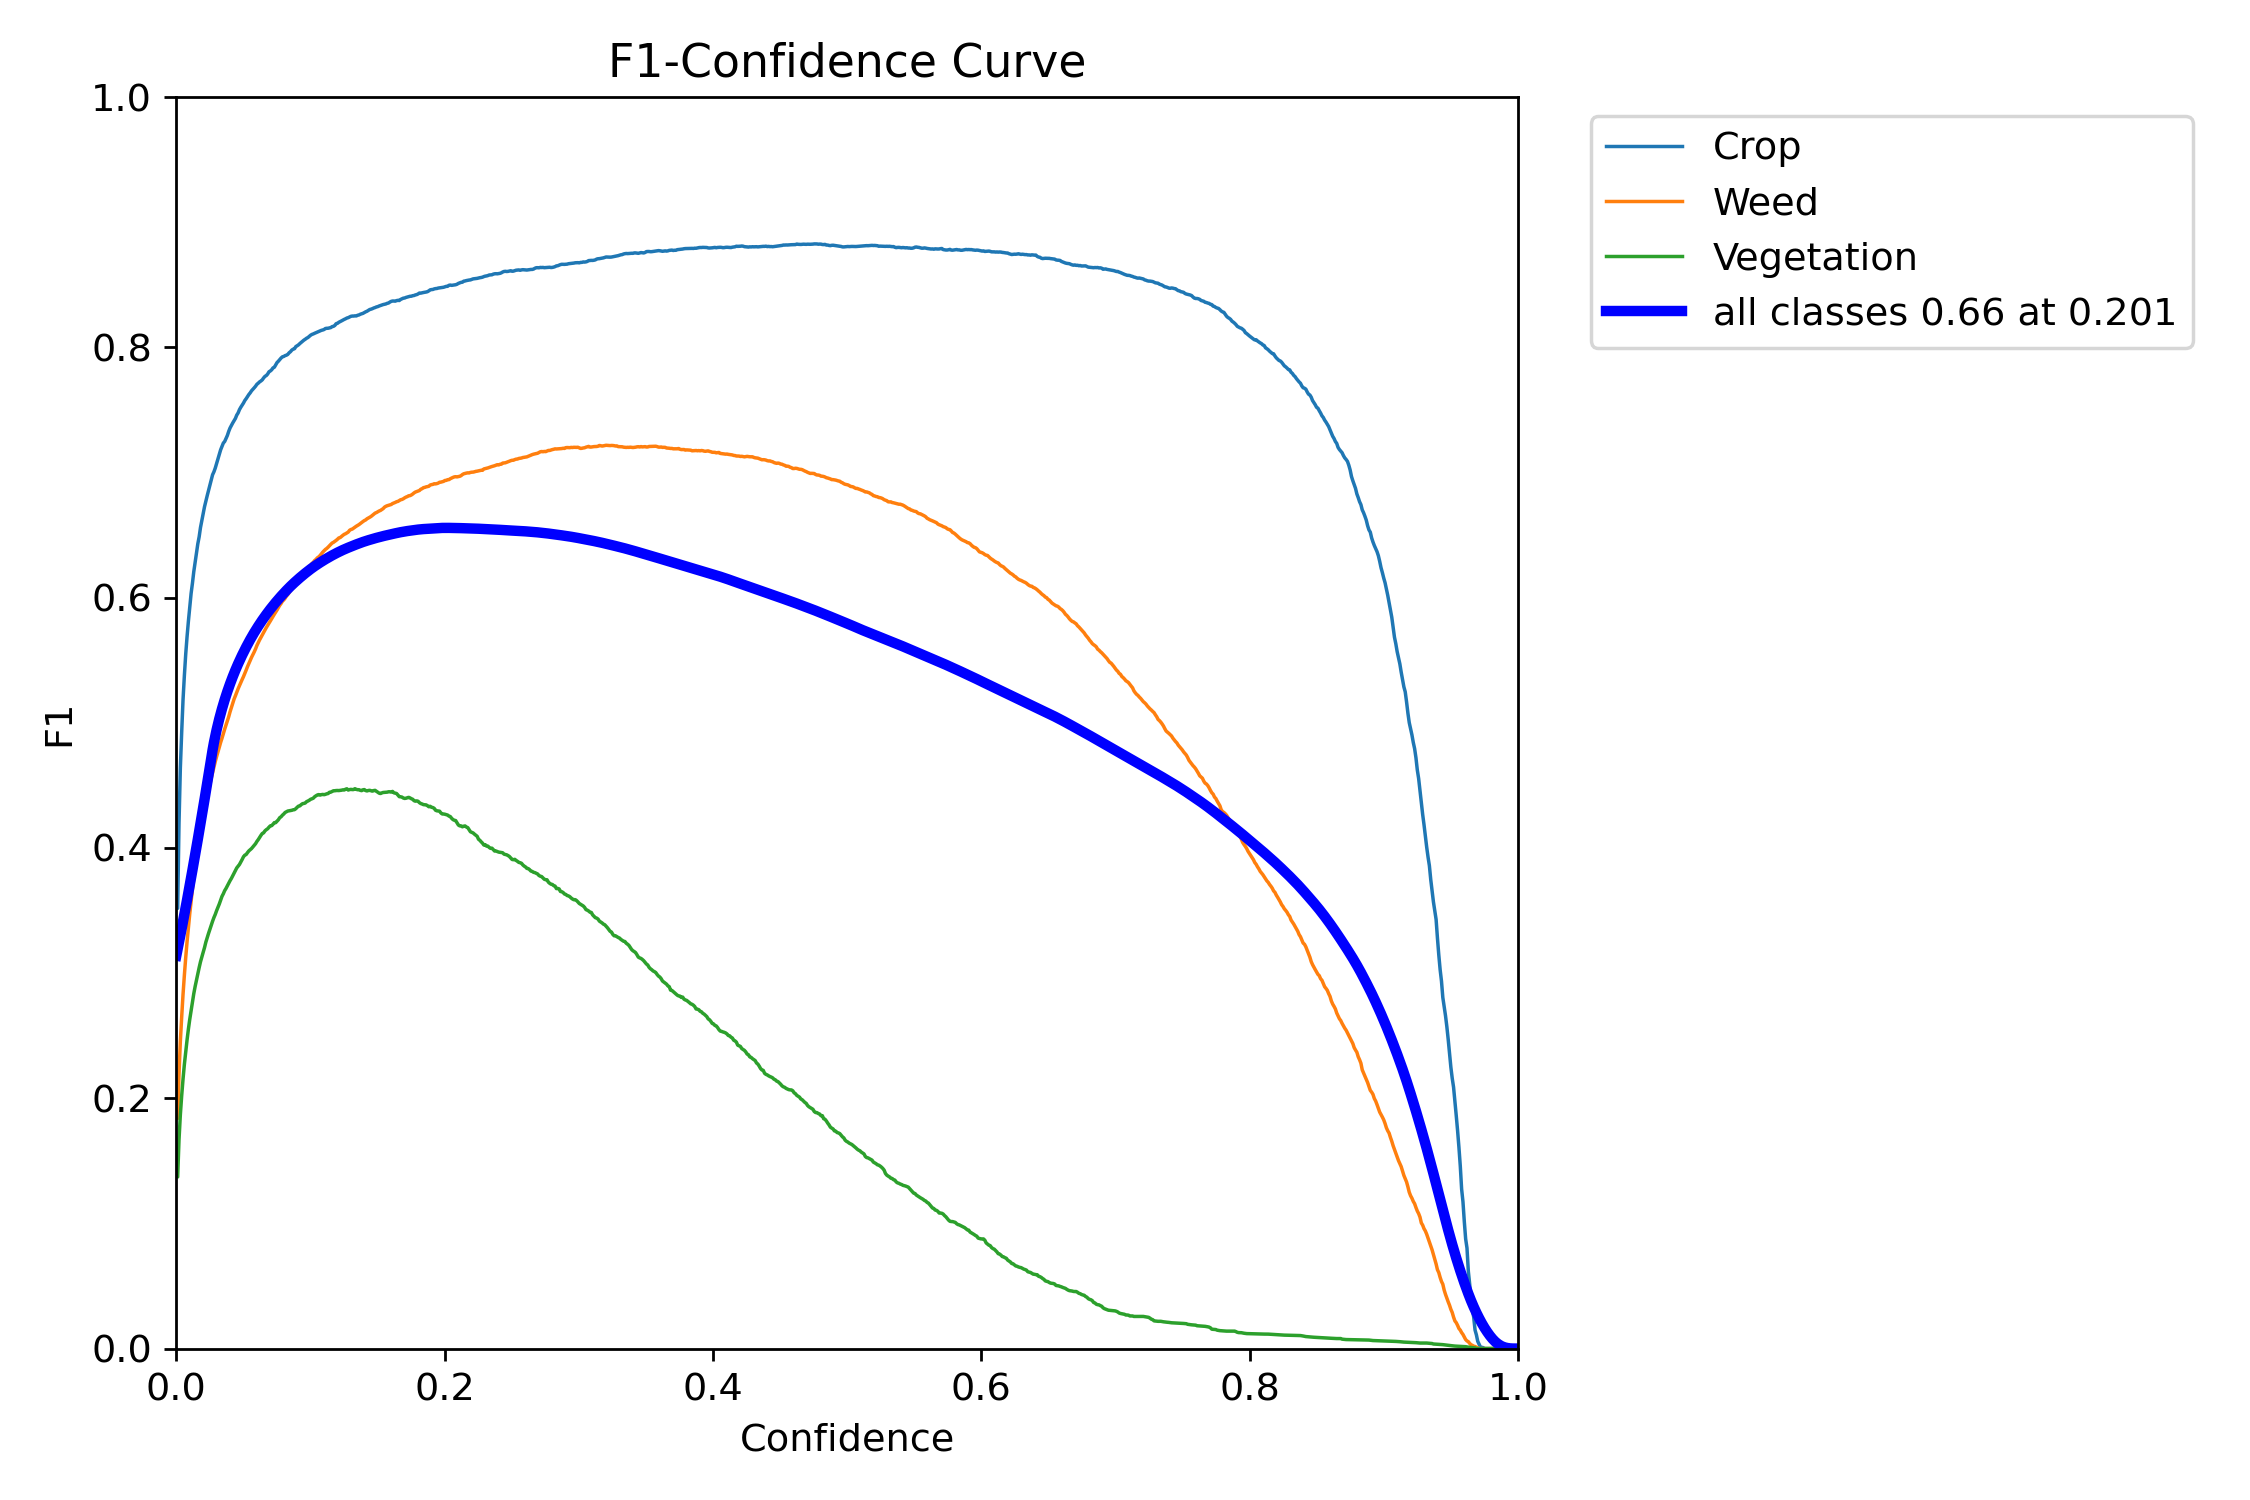 F1-Confidence Curve
1.0
0.8
0.6
0.4
0.2
0.0
F1
0.0 0.2 0.4 0.6 0.8 1.0
Confidence
Crop
Weed
Vegetation
all classes 0.66 at 0.201